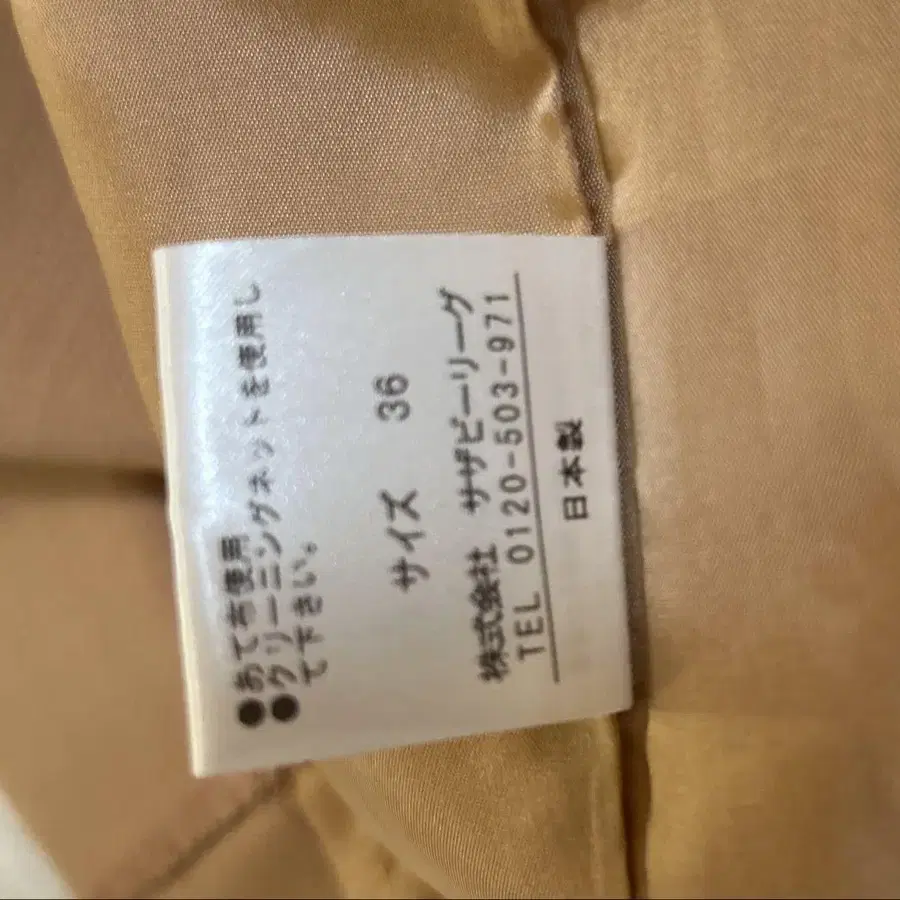 ●あて布使用
●クリーニングネットを使用し
て下さい。
サイズ 36
株式会社 サザビーリーグ
TEL 0120-503-971
日本製